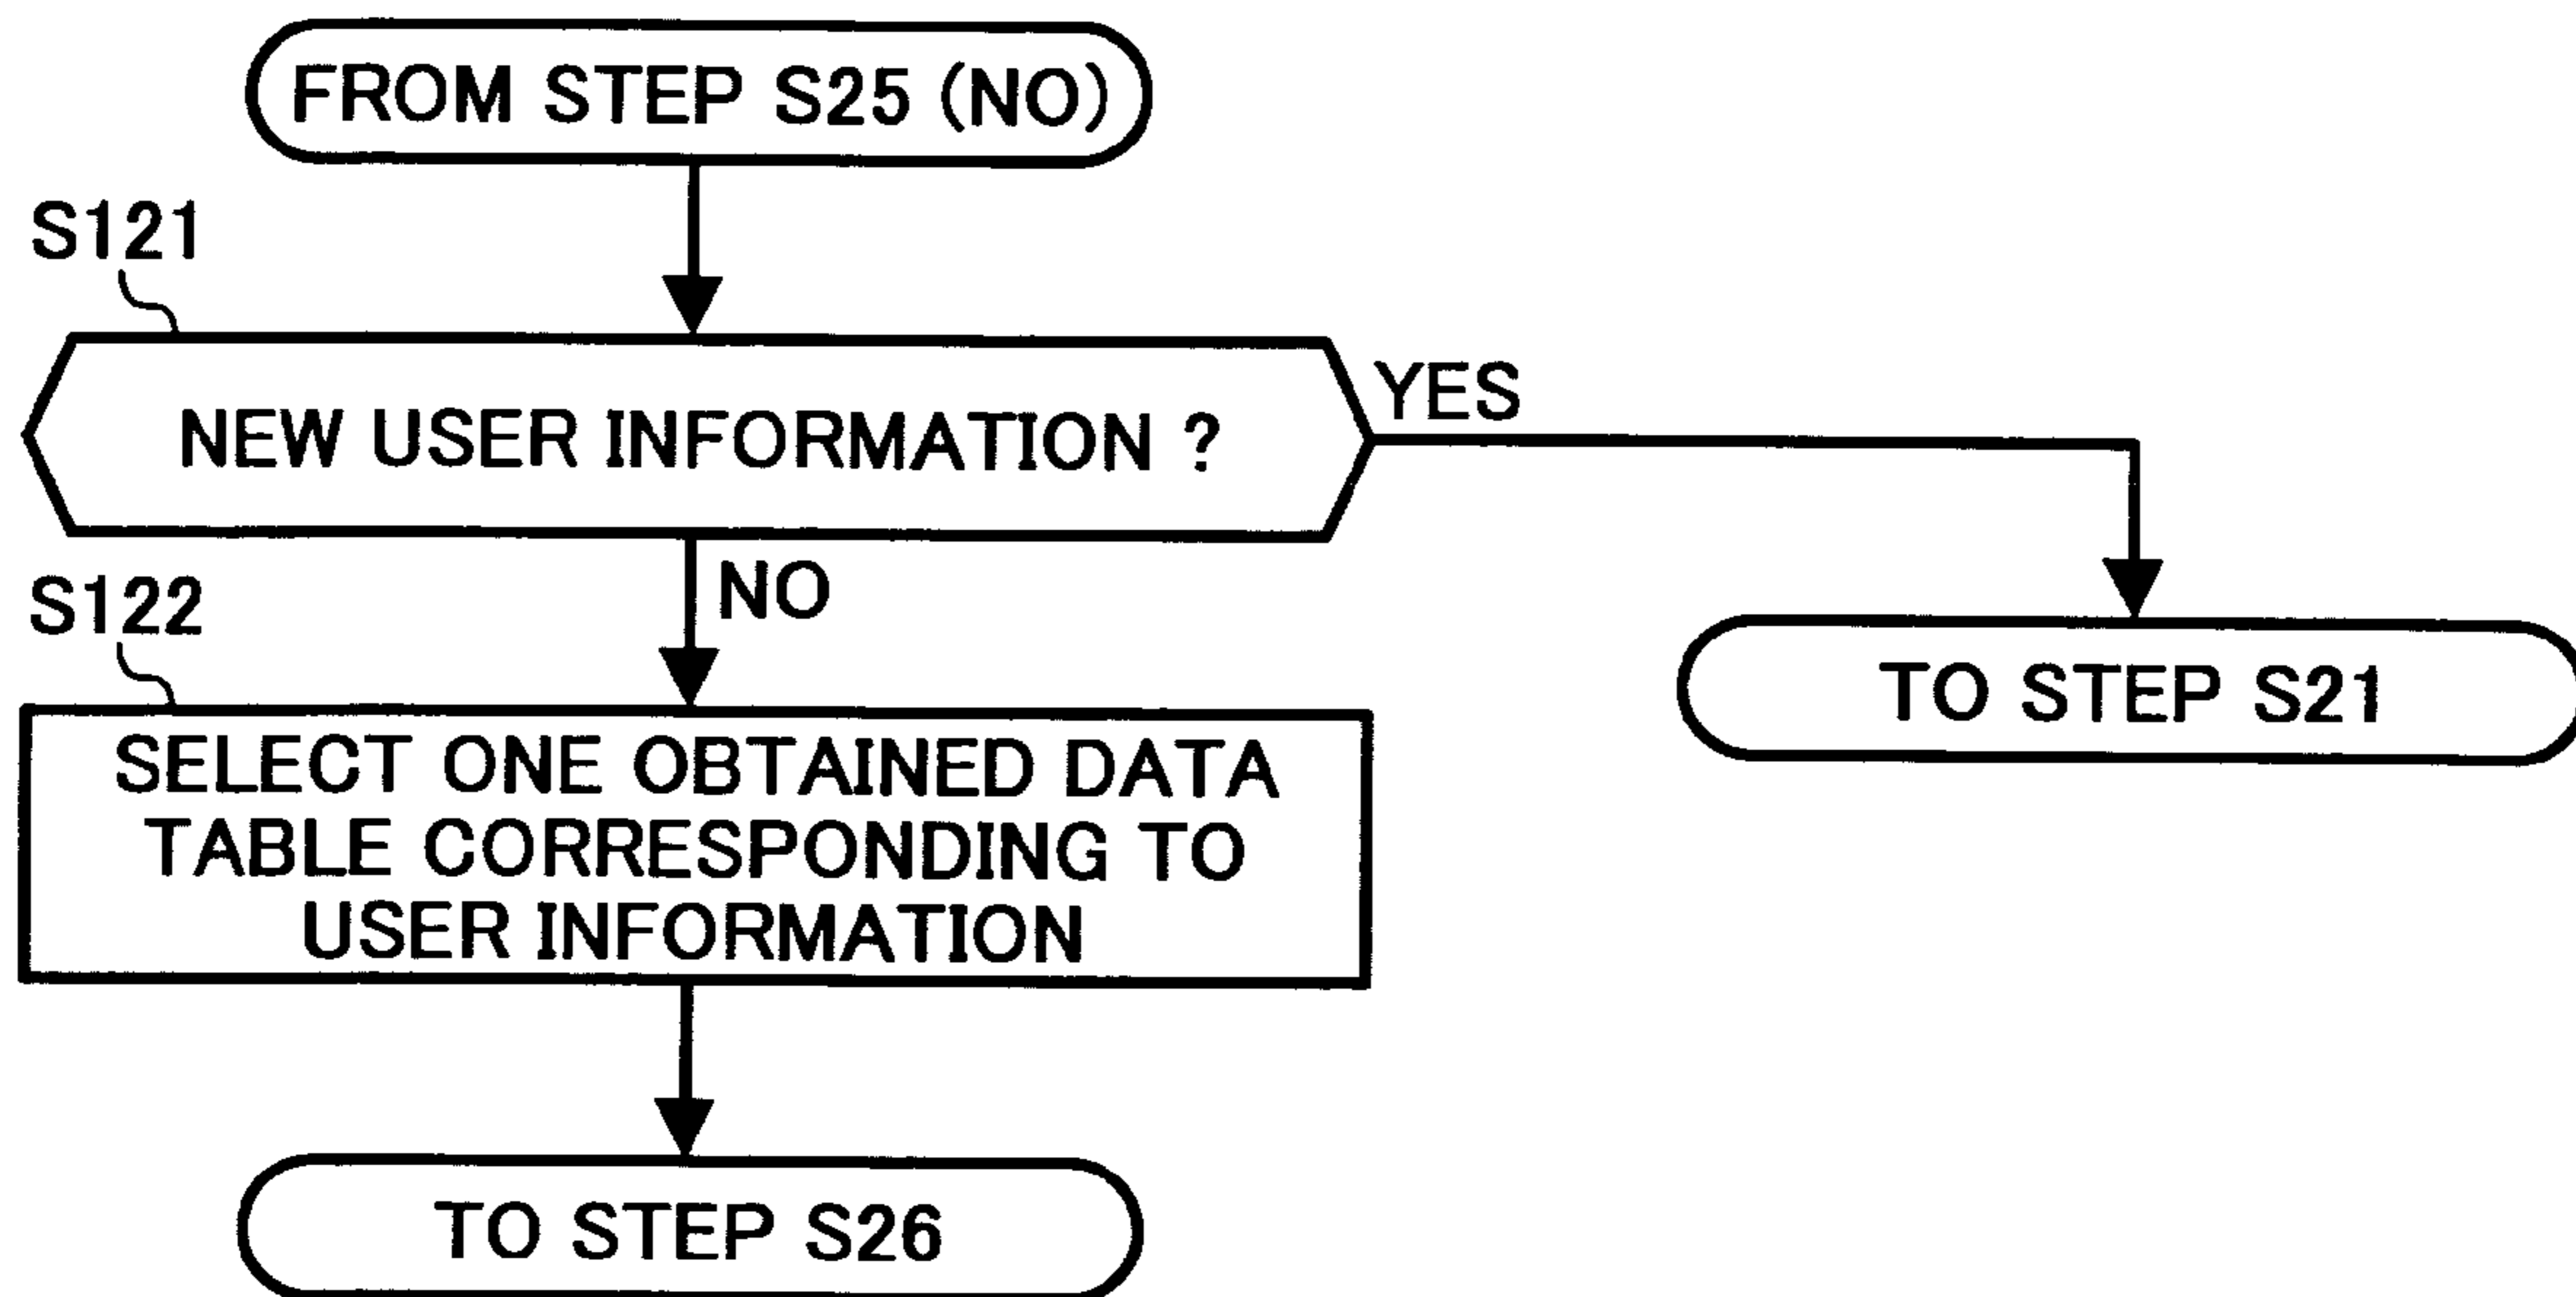 FROM STEP S25 (NO)
S121
NEW USER INFORMATION ?
YES
NO
TO STEP S21
S122
SELECT ONE OBTAINED DATA
TABLE CORRESPONDING TO
USER INFORMATION
TO STEP S26